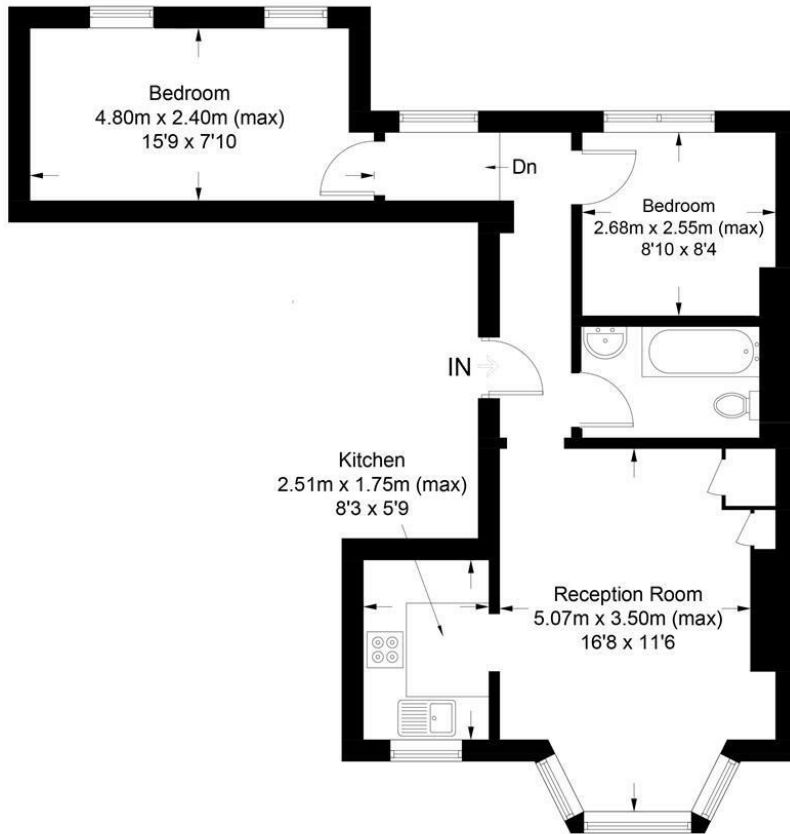 Bedroom
4.80m x 2.40m (max)
15'9 x 7'10
Dn
Bedroom
2.68m x 2.55m (max)
8'10 x 8'4
IN
Kitchen
2.51m x 1.75m (max)
8'3 x 5'9
Reception Room
5.07m x 3.50m (max)
16'8 x 11'6